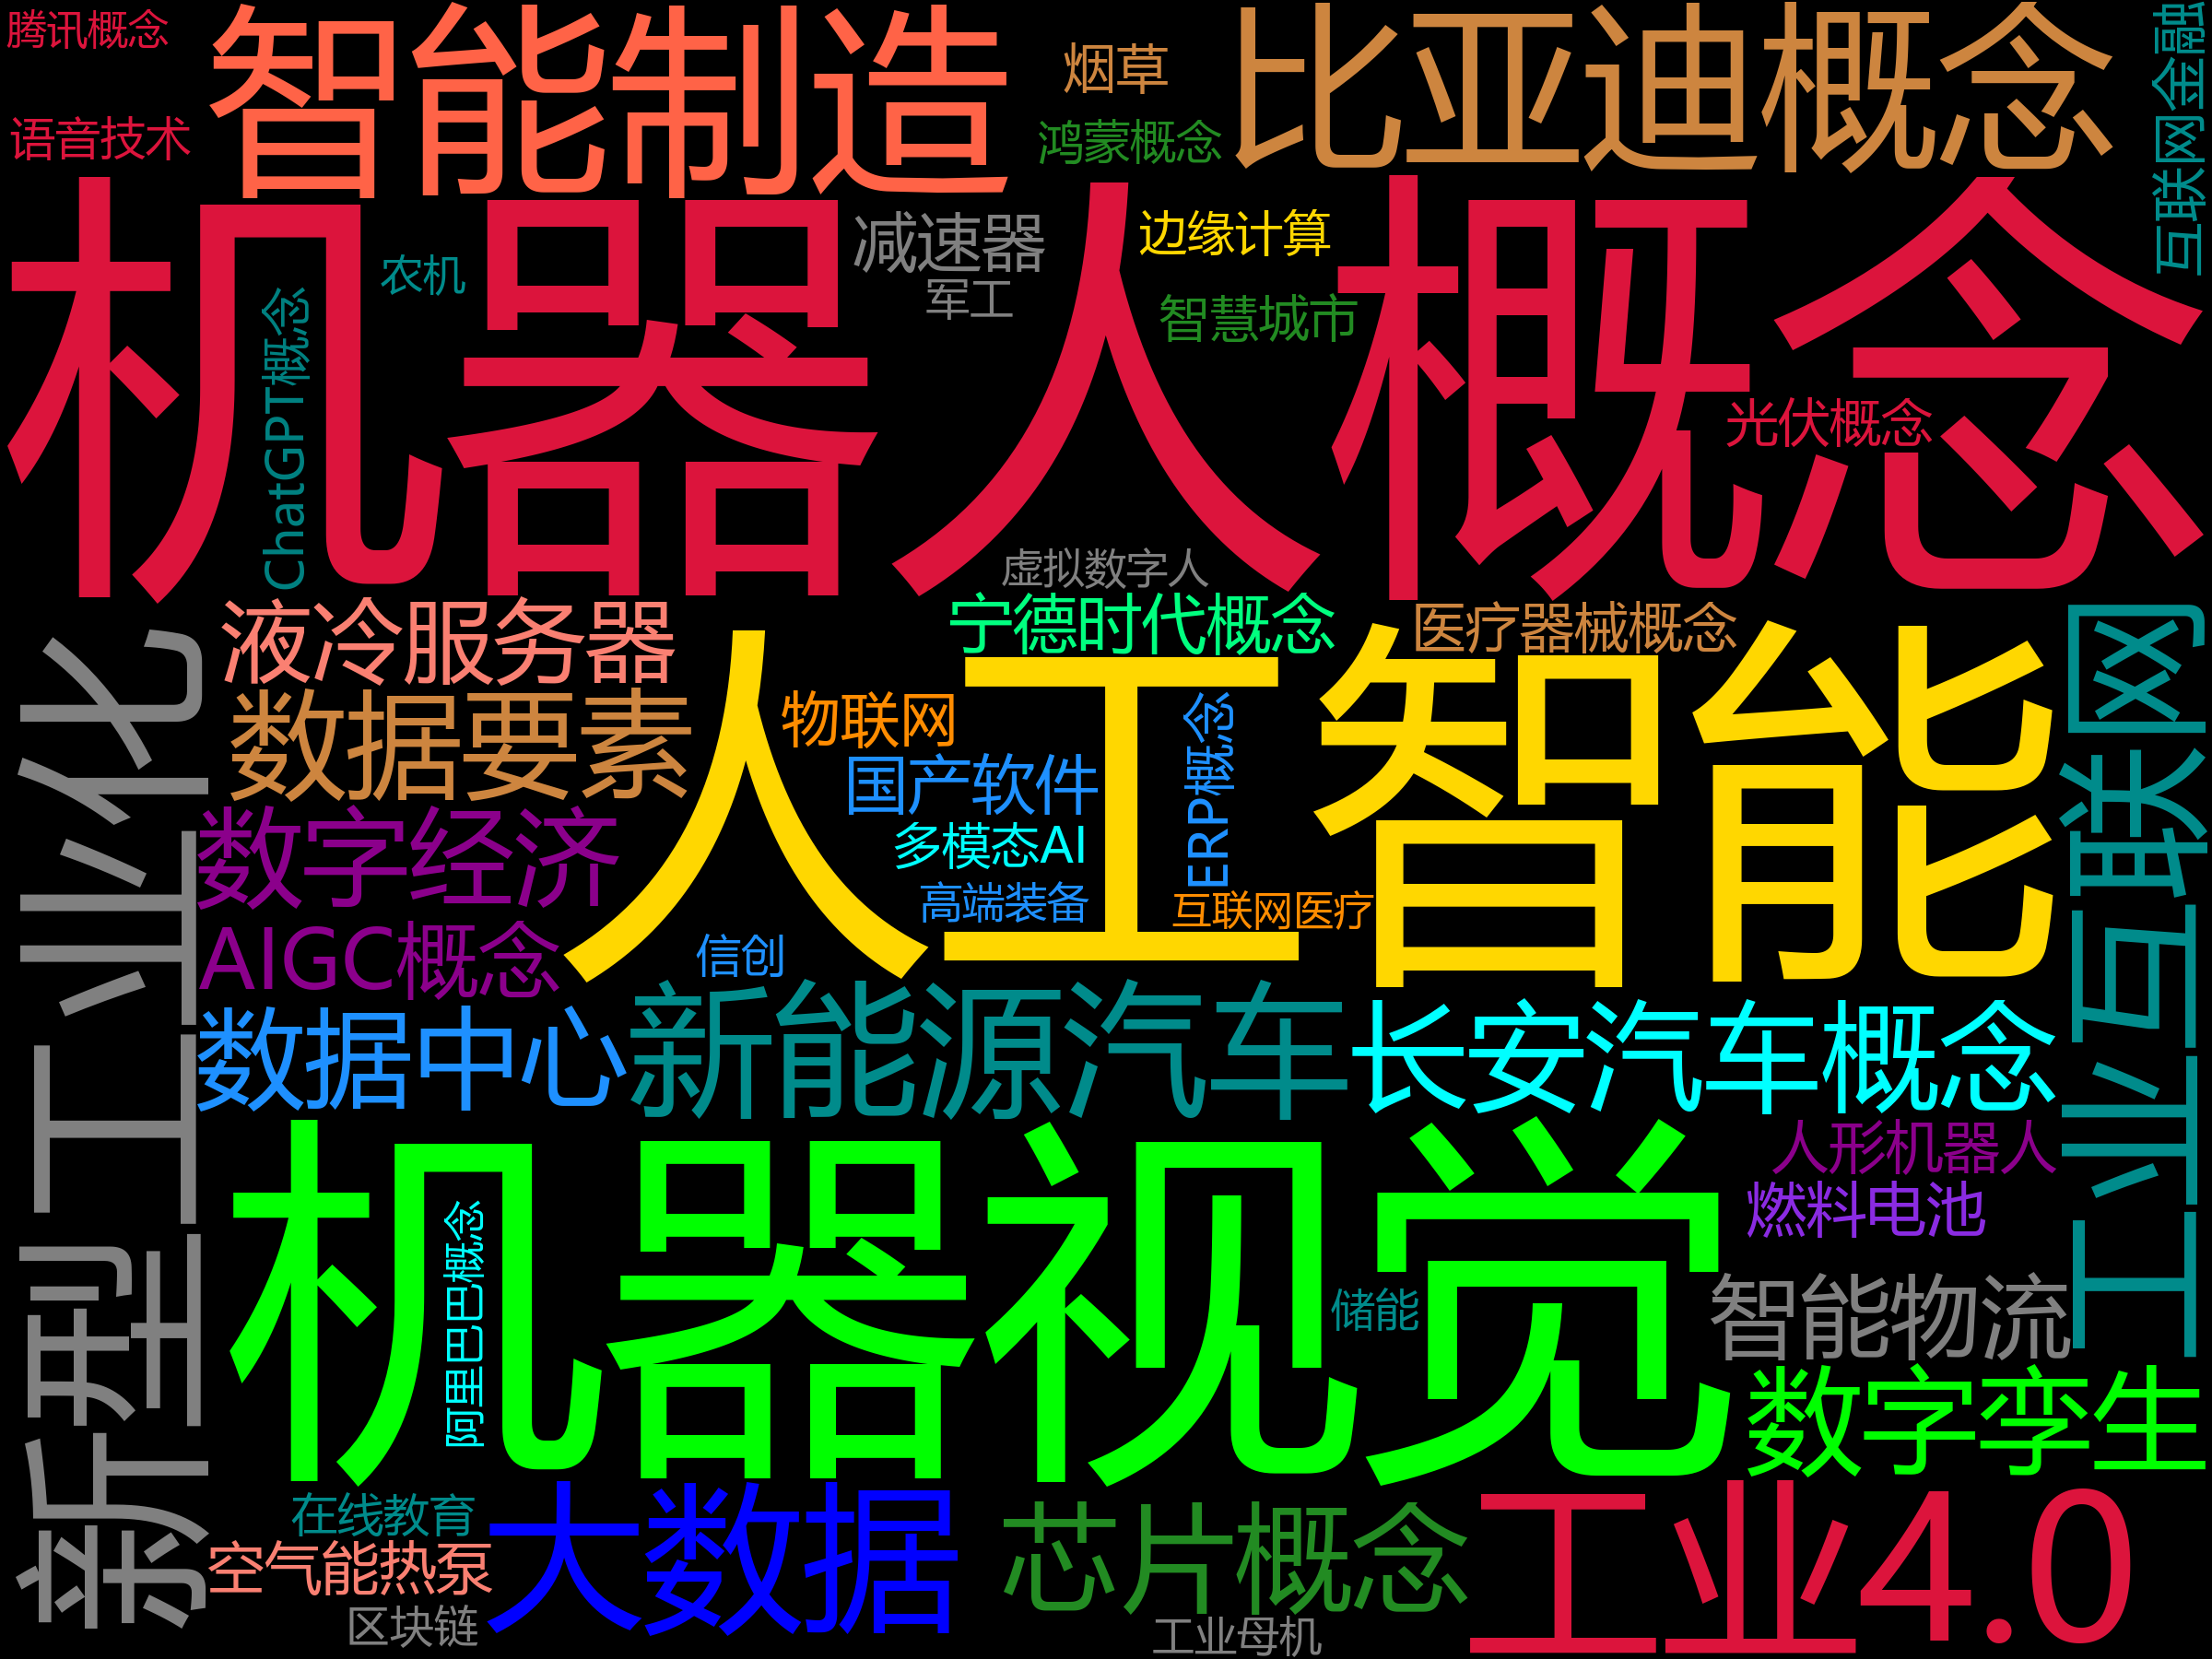 腾讯概念
智能制造
烟草
比亚迪概念
互联网金融
语音技术
鸿蒙概念
机器人概念
农机
减速器
边缘计算
军工
智慧城市
ChatGPT概念
光伏概念
虚拟数字人
液冷服务器
宁德时代概念
医疗器械概念
人工智能
数据要素
物联网
国产软件
ERP概念
多模态AI
数字经济
高端装备
互联网医疗
AIGC概念
信创
新型工业化
工业互联网
数据中心
新能源汽车
长安汽车概念
机器视觉
人形机器人
燃料电池
阿里巴巴概念
储能
智能物流
数字孪生
在线教育
大数据
芯片概念
工业4.0
空气能热泵
区块链
工业母机